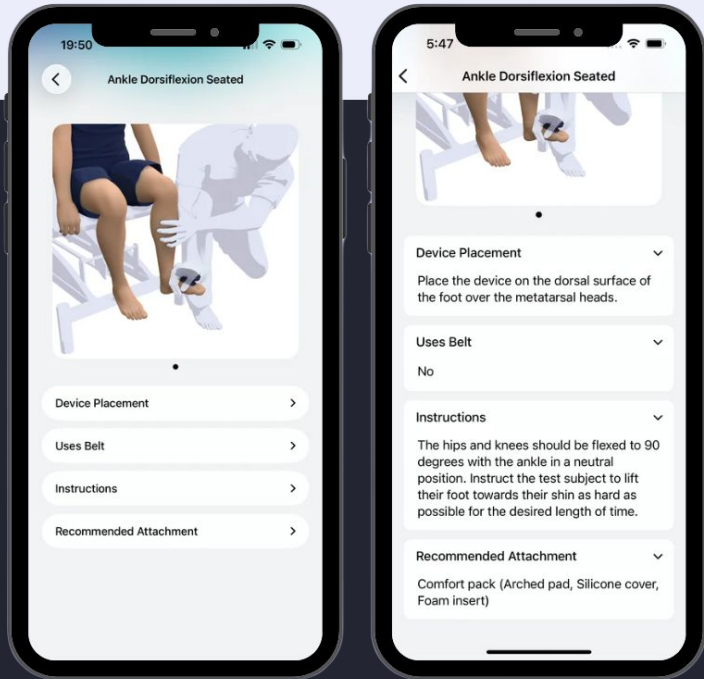 19:50
Ankle Dorsiflexion Seated
Device Placement
Uses Belt
Instructions
Recommended Attachment
5:47
Ankle Dorsiflexion Seated
Device Placement
Place the device on the dorsal surface of
the foot over the metatarsal heads.
Uses Belt
No
Instructions
The hips and knees should be flexed to 90
degrees with the ankle in a neutral
position. Instruct the test subject to lift
their foot towards their shin as hard as
possible for the desired length of time.
Recommended Attachment
Comfort pack (Arched pad, Silicone cover,
Foam insert)